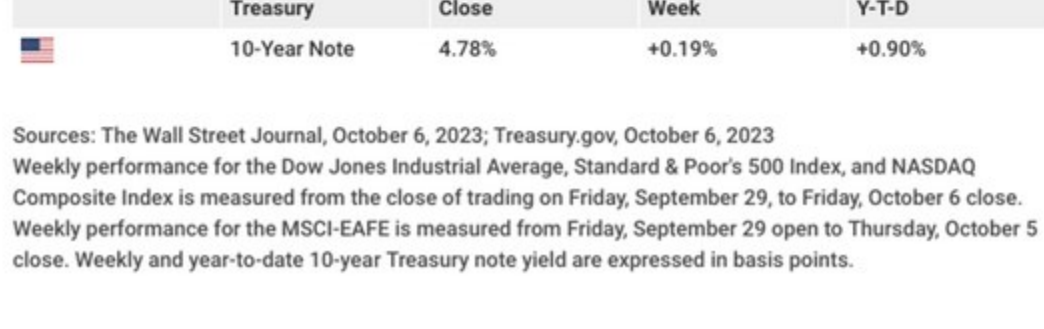 Treasury Close Week Y-T-D
10-Year Note 4.78% +0.19% +0.90%
Sources: The Wall Street Journal, October 6, 2023; Treasury.gov, October 6, 2023
Weekly performance for the Dow Jones Industrial Average, Standard & Poor's 500 Index, and NASDAQ
Composite Index is measured from the close of trading on Friday, September 29, to Friday, October 6 close.
Weekly performance for the MSCI-EAFE is measured from Friday, September 29 open to Thursday, October 5
close. Weekly and year-to-date 10-year Treasury note yield are expressed in basis points.